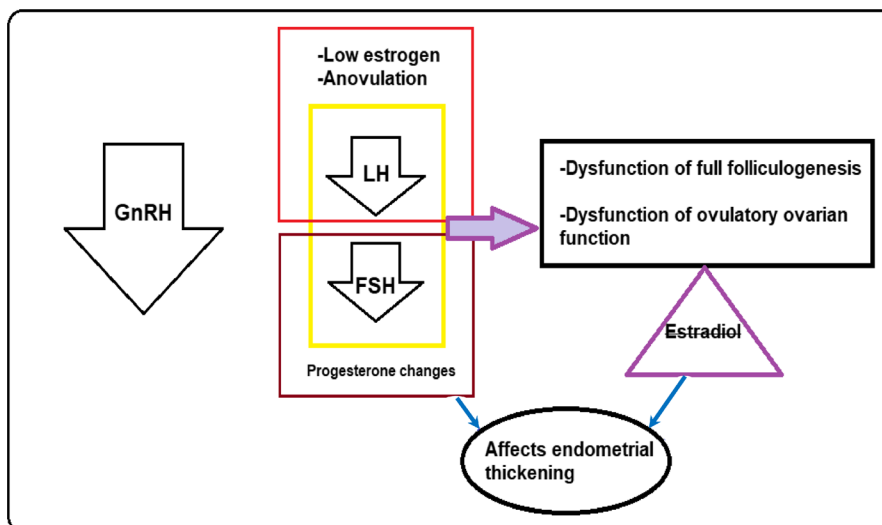 -Low estrogen
-Anovulation
GnRH
LH
FSH
Progesterone changes
-Dysfunction of full folliculogenesis
-Dysfunction of ovulatory ovarian
function
Estradiol
Affects endometrial
thickening